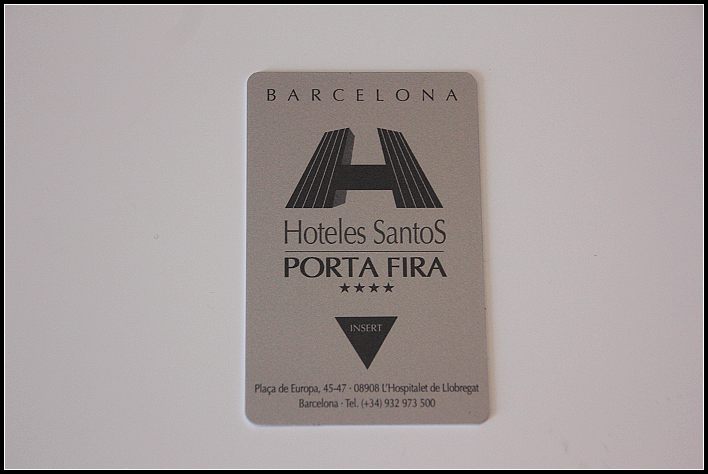 BARCELONA
Hoteles SantoS
PORTA FIRA
★★★★
INSERT
Plaça de Europa, 45-47 · 08908 L'Hospitalet de Llobregat
Barcelona · Tel. (+34) 932 973 500